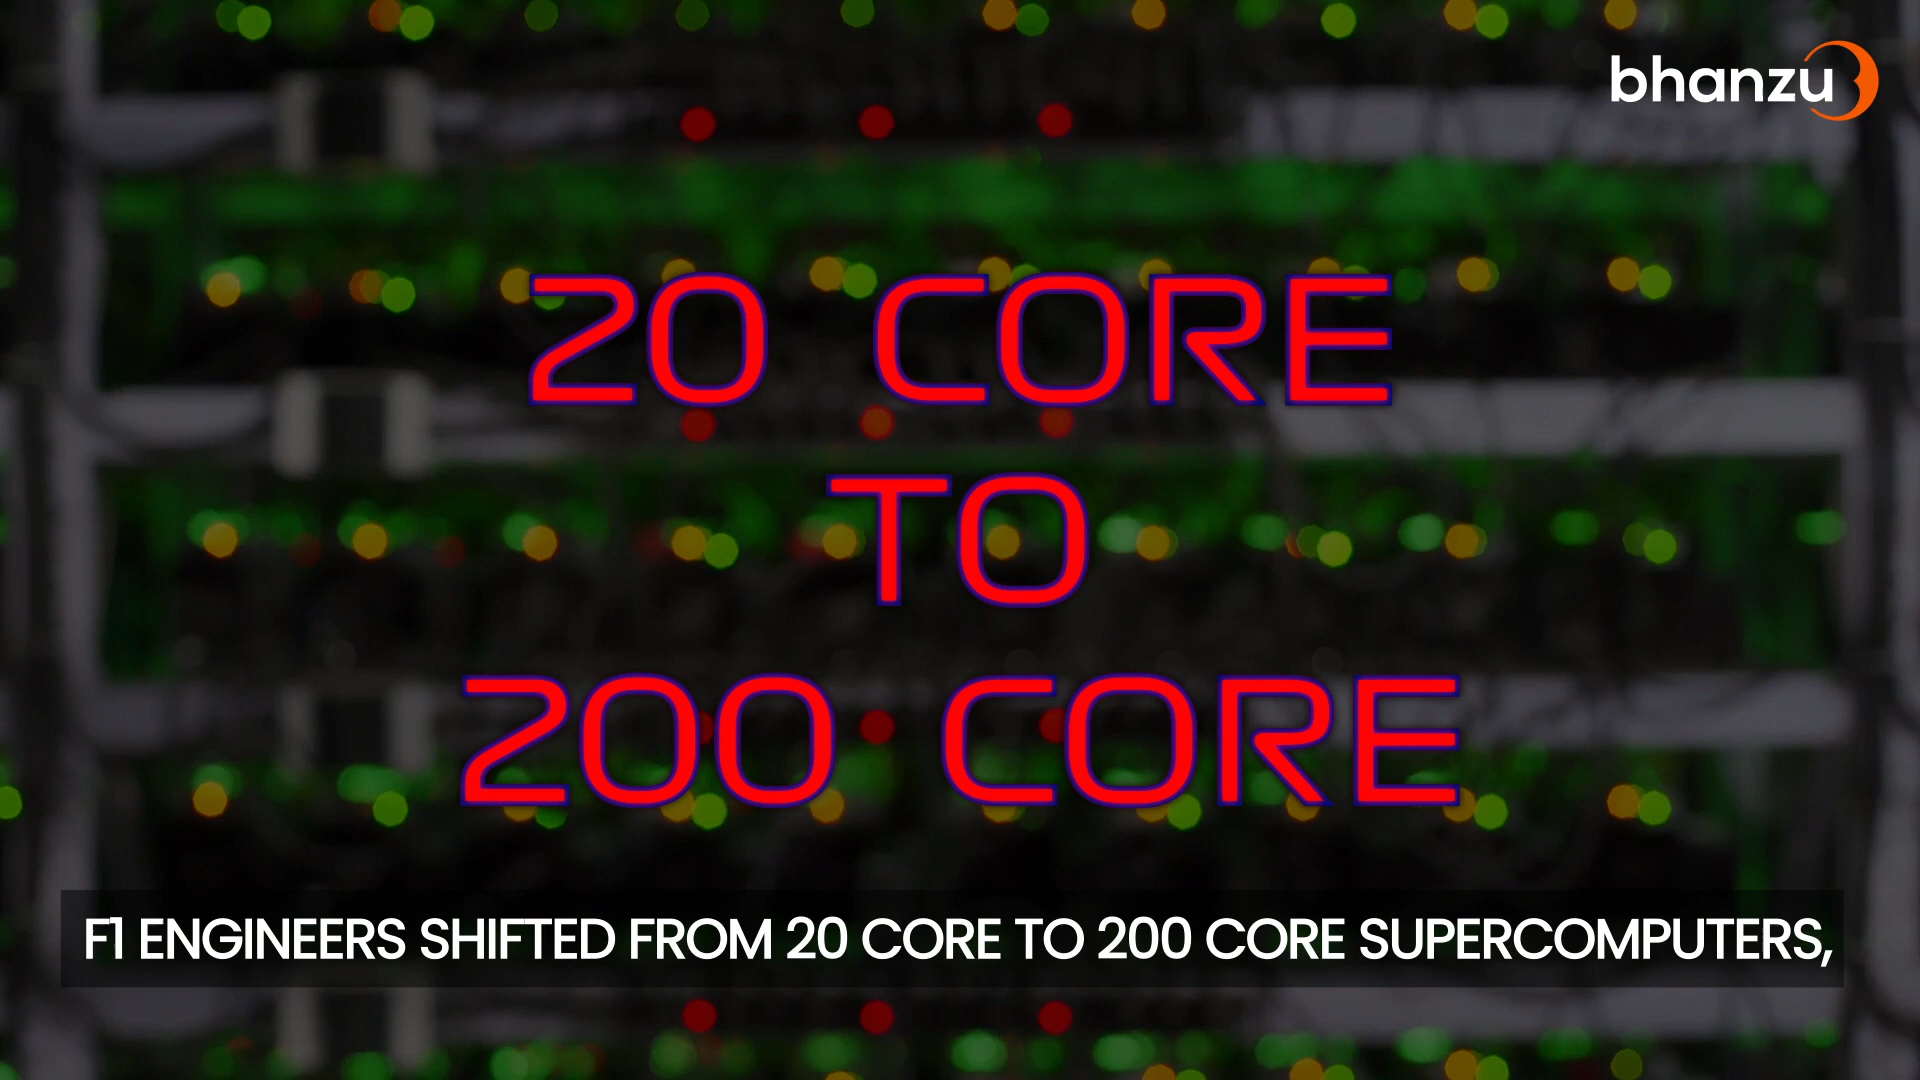 bhanzu
20 CORE
TO
200 CORE
F1 ENGINEERS SHIFTED FROM 20 CORE TO 200 CORE SUPERCOMPUTERS,